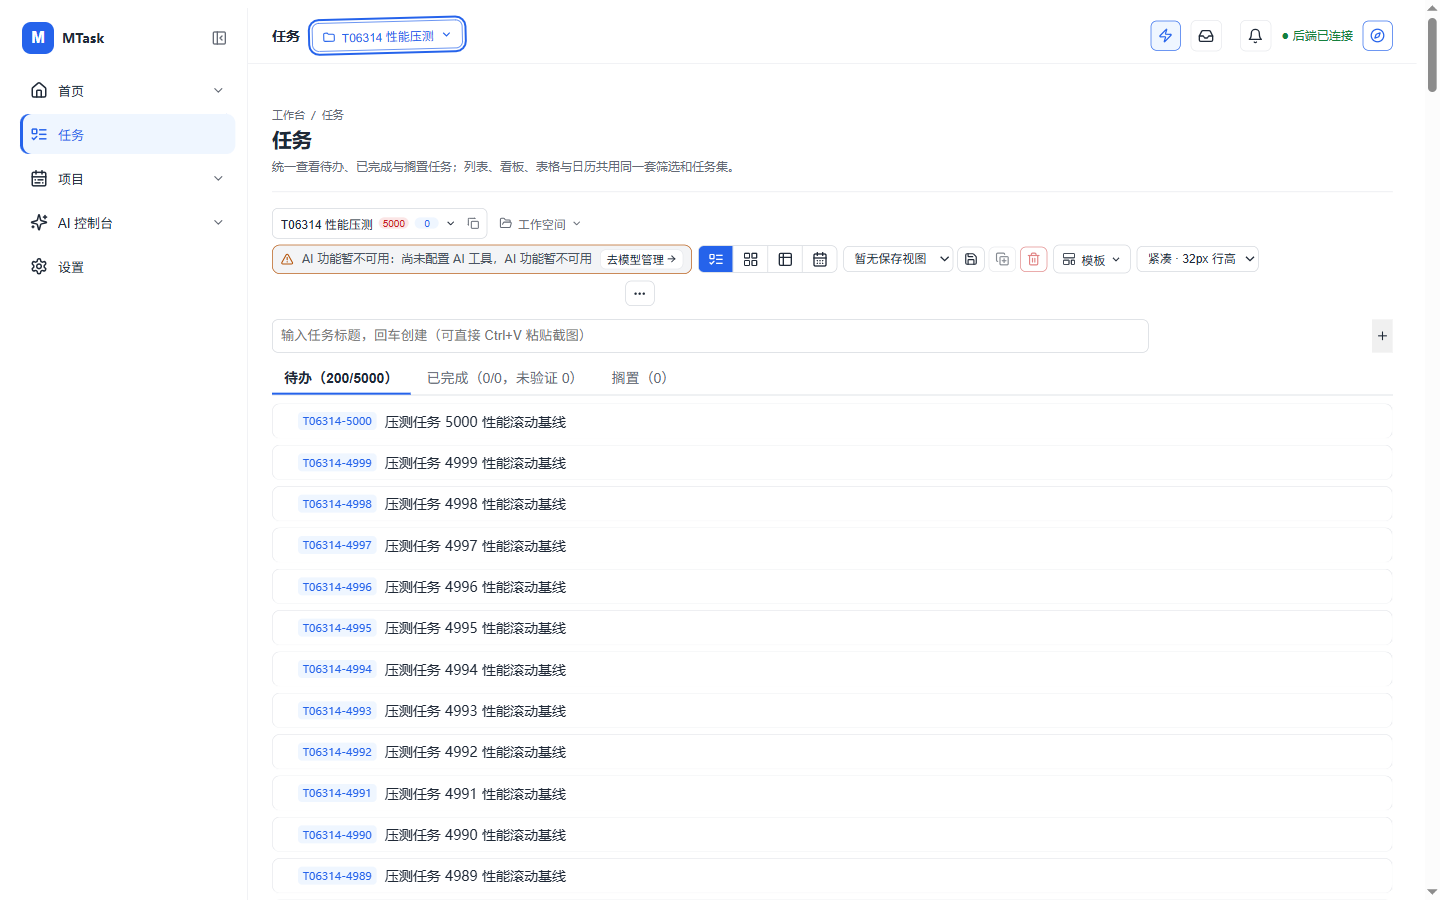 M MTask
首页
任务
项目
AI 控制台
设置
任务 T06314 性能压测
后端已连接
工作台 / 任务
任务
统一查看待办、已完成与搁置任务；列表、看板、表格与日历共用同一套筛选和任务集。
T06314 性能压测 5000 0 工作空间
AI 功能暂不可用：尚未配置 AI 工具，AI 功能暂不可用 去模型管理 → 暂无保存视图 模板 紧凑 · 32px 行高
···
输入任务标题，回车创建（可直接 Ctrl+V 粘贴截图） +
待办（200/5000） 已完成（0/0，未验证 0） 搁置（0）
T06314-5000 压测任务 5000 性能滚动基线
T06314-4999 压测任务 4999 性能滚动基线
T06314-4998 压测任务 4998 性能滚动基线
T06314-4997 压测任务 4997 性能滚动基线
T06314-4996 压测任务 4996 性能滚动基线
T06314-4995 压测任务 4995 性能滚动基线
T06314-4994 压测任务 4994 性能滚动基线
T06314-4993 压测任务 4993 性能滚动基线
T06314-4992 压测任务 4992 性能滚动基线
T06314-4991 压测任务 4991 性能滚动基线
T06314-4990 压测任务 4990 性能滚动基线
T06314-4989 压测任务 4989 性能滚动基线